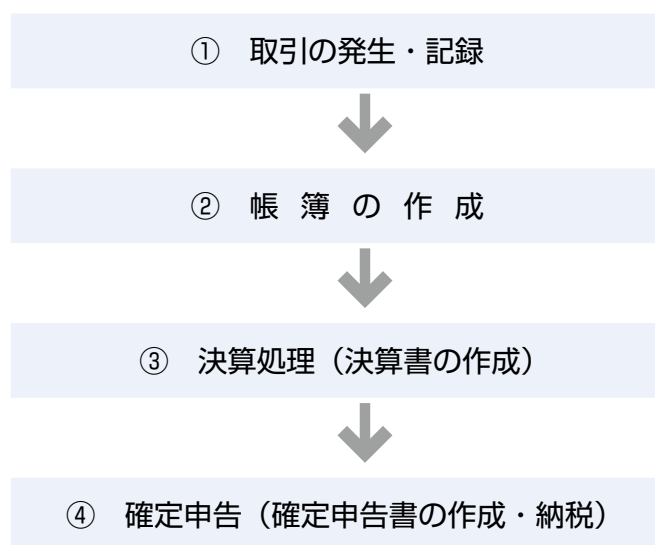 ① 取引の発生・記録
② 帳簿の作成
③ 決算処理（決算書の作成）
④ 確定申告（確定申告書の作成・納税）